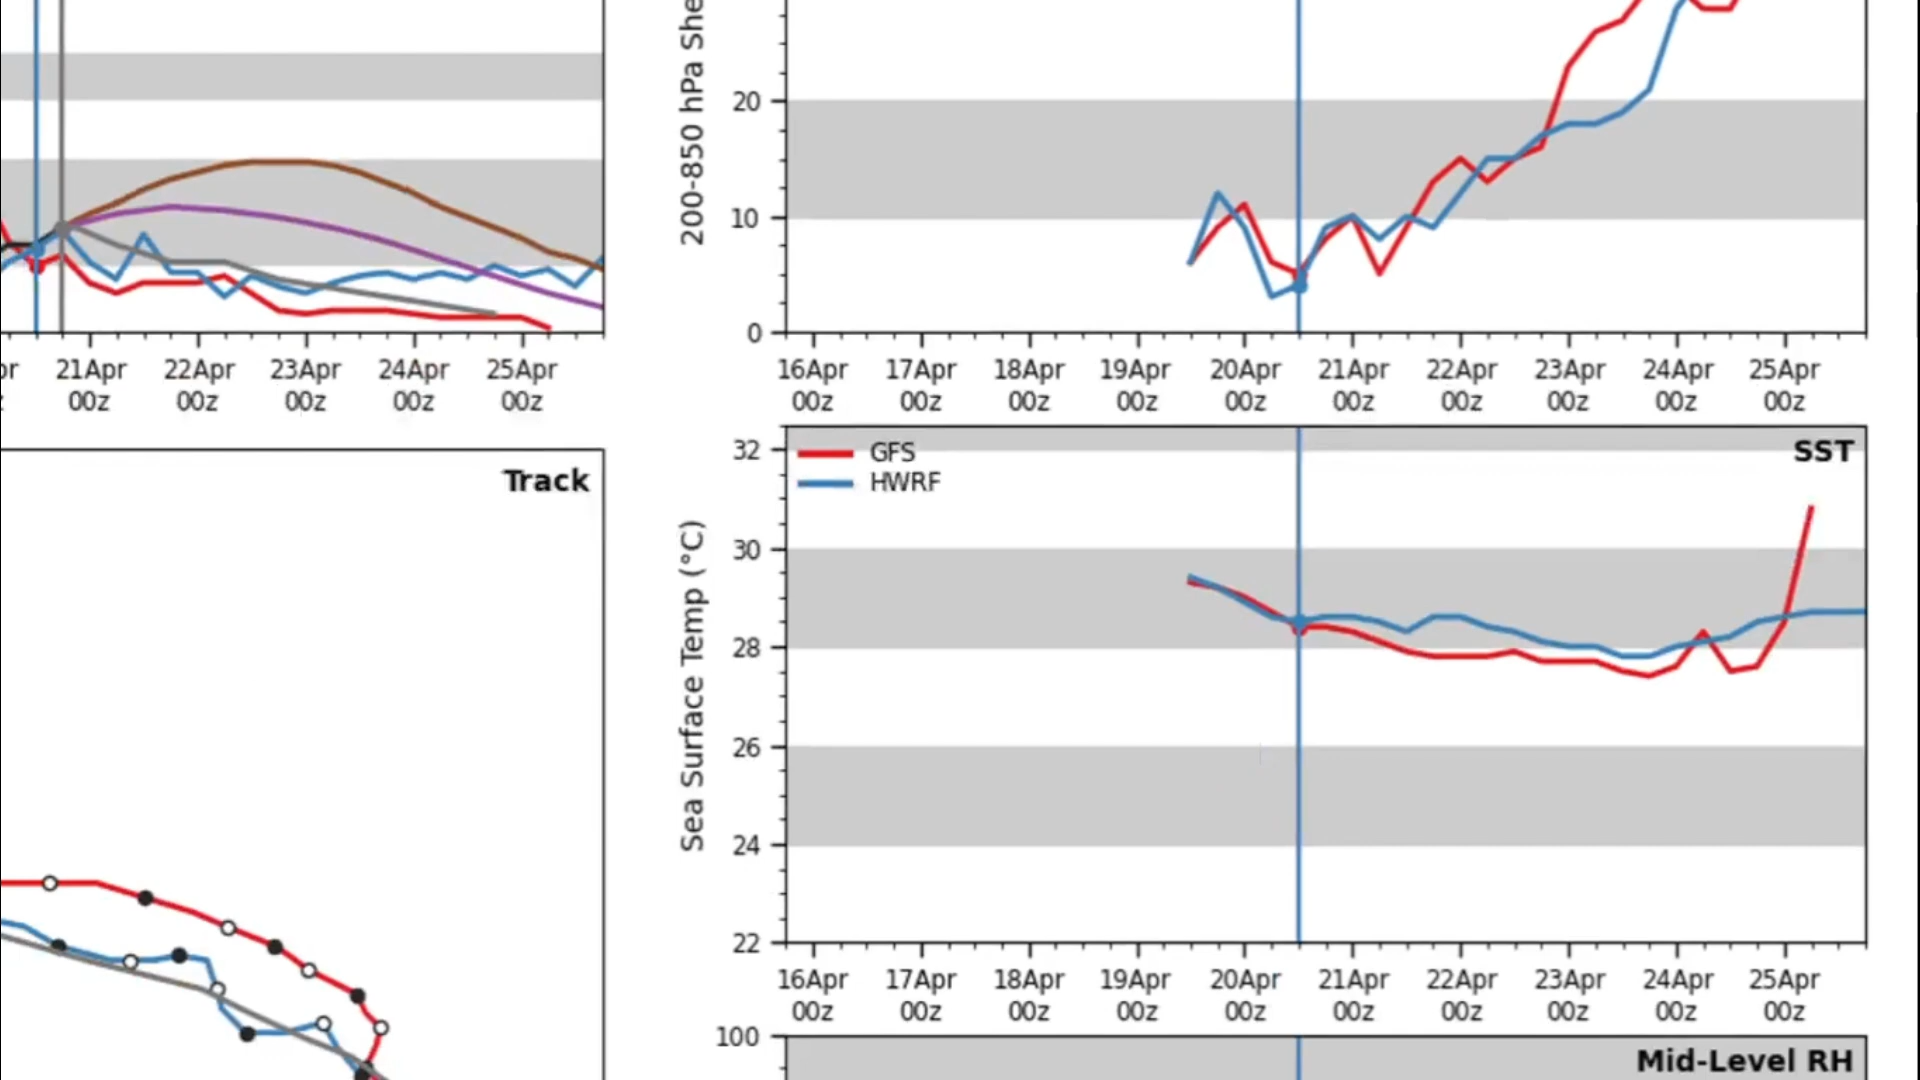 200-850 hPa She
20
10
0
21Apr 22Apr 23Apr 24Apr 25Apr
00z 00z 00z 00z 00z
16Apr 17Apr 18Apr 19Apr 20Apr 21Apr 22Apr 23Apr 24Apr 25Apr
00z 00z 00z 00z 00z 00z 00z 00z 00z 00z
Track
SST
GFS
HWRF
Sea Surface Temp (°C)
32
30
28
26
24
22
16Apr 17Apr 18Apr 19Apr 20Apr 21Apr 22Apr 23Apr 24Apr 25Apr
00z 00z 00z 00z 00z 00z 00z 00z 00z 00z
100
Mid-Level RH